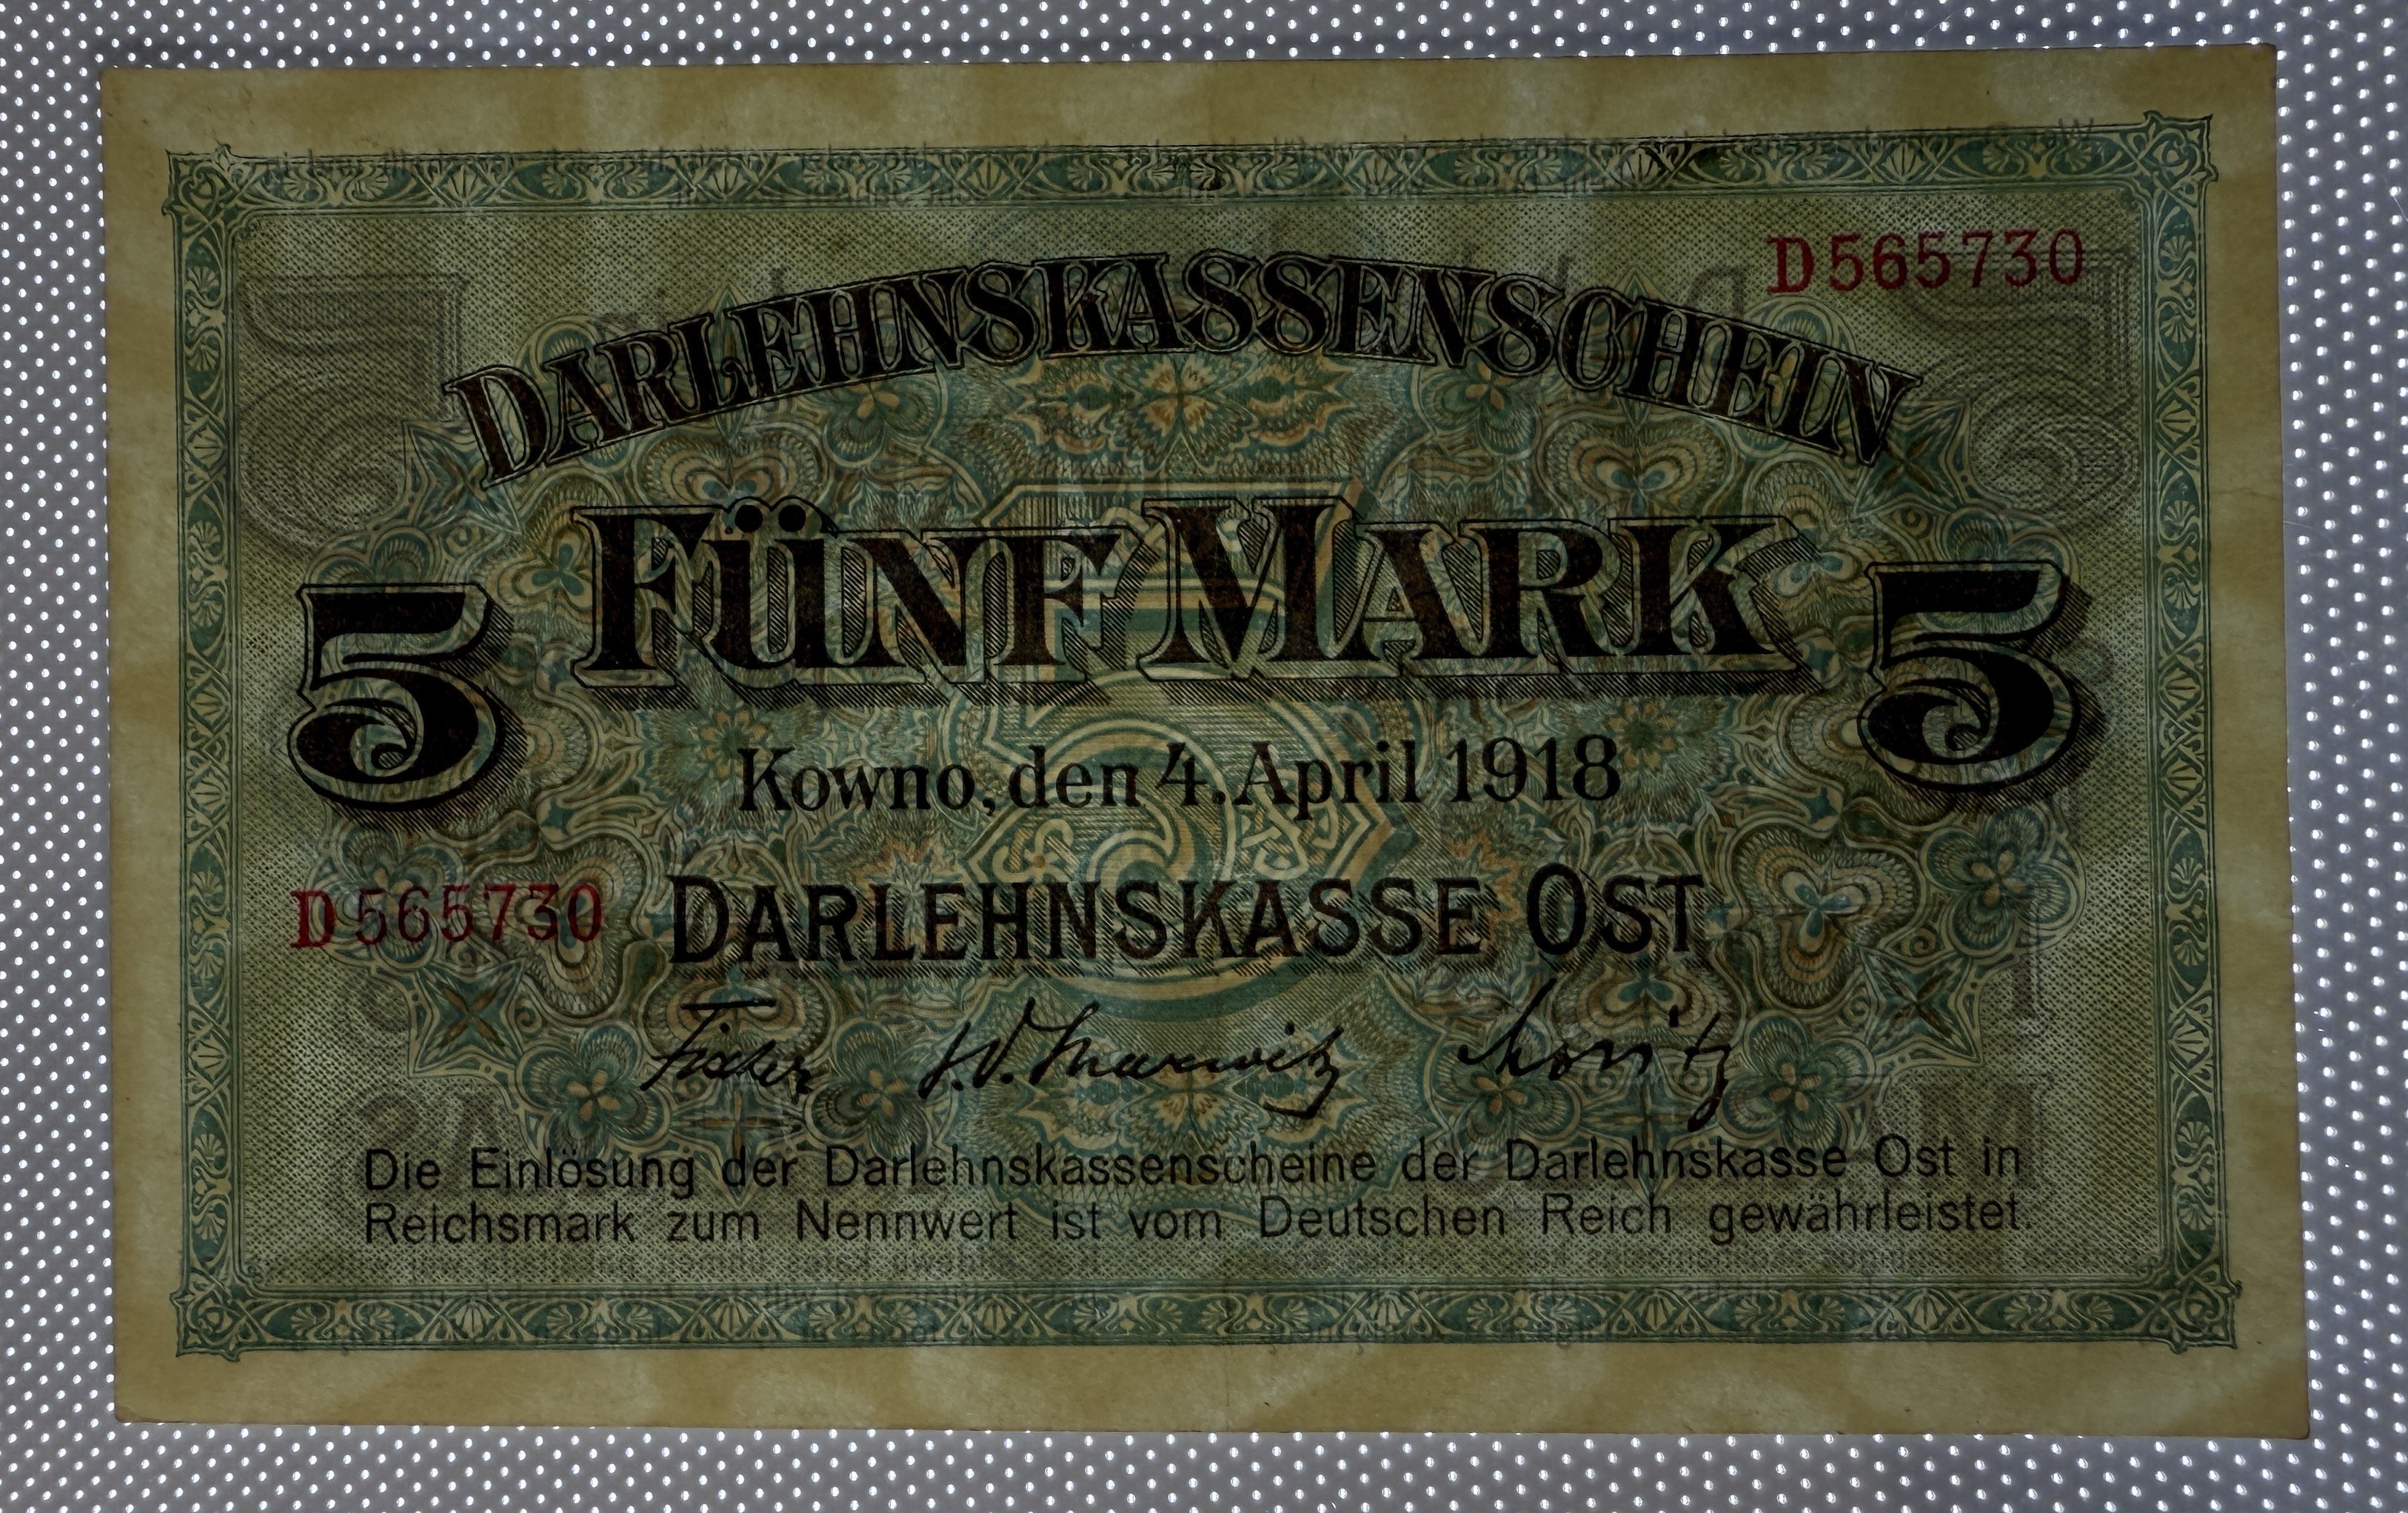 D565730
DARLEHNSKASSENSCHEIN
5 FÜNF MARK 5
Kowno, den 4. April 1918
D565730 DARLEHNSKASSE OST
Die Einlösung der Darlehnskassenscheine der Darlehnskasse Ost in
Reichsmark zum Nennwert ist vom Deutschen Reich gewährleistet.